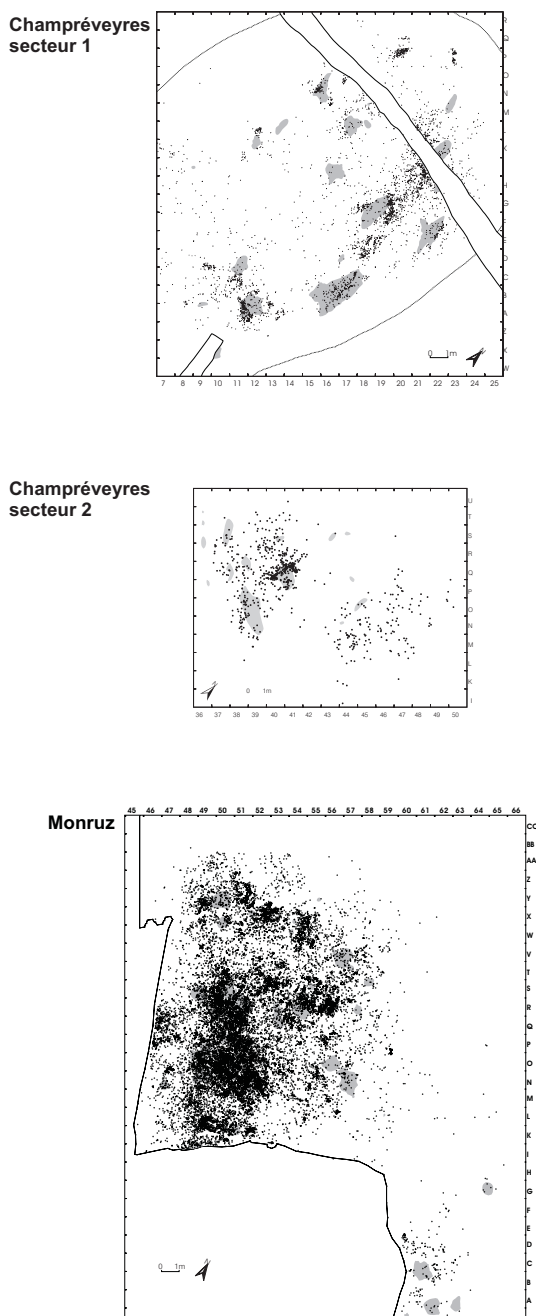 Champréveyres
secteur 1
R
Q
P
O
N
M
L
K
H
G
F
E
D
C
B
A
Z
X
W
0 1m
7 8 9 10 11 12 13 14 15 16 17 18 19 20 21 22 23 24 25
Champréveyres
secteur 2
U
T
S
R
Q
P
O
N
M
L
K
I
0 1m
36 37 38 39 40 41 42 43 44 45 46 47 48 49 50
Monruz
45 46 47 48 49 50 51 52 53 54 55 56 57 58 59 60 61 62 63 64 65 66
CC
BB
AA
Z
Y
X
W
V
T
S
R
Q
P
O
N
M
L
K
I
H
G
F
E
D
C
B
A
0 1m